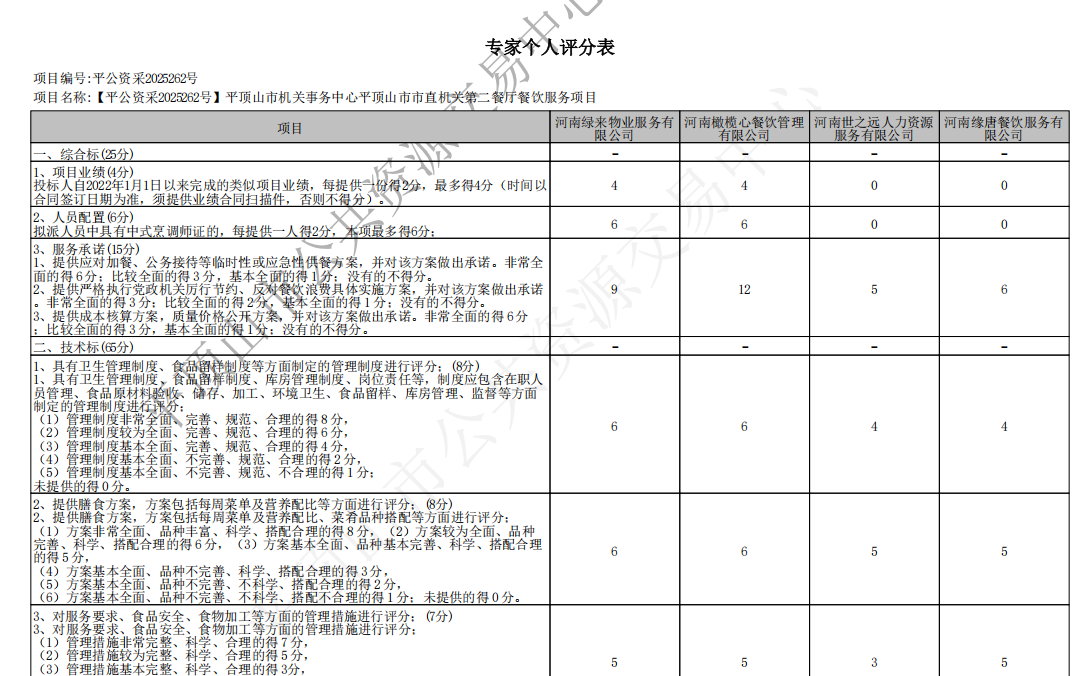 专家个人评分表
项目编号:平公资采2025262号
项目名称:【平公资采2025262号】平顶山市机关事务中心平顶山市市直机关第二餐厅餐饮服务项目
项目
河南绿来物业服务有限公司
河南橄榄心餐饮管理有限公司
河南世之远人力资源服务有限公司
河南缘唐餐饮服务有限公司
一、综合标(25分)
－ － － －
1、项目业绩(4分)
投标人自2022年1月1日以来完成的类似项目业绩，每提供一份得2分，最多得4分（时间以
合同签订日期为准，须提供业绩合同扫描件，否则不得分）。
4 4 0 0
2、人员配置(6分)
拟派人员中具有中式烹调师证的，每提供一人得2分，本项最多得6分；
6 6 0 0
3、服务承诺(15分)
1、提供应对加餐、公务接待等临时性或应急性供餐方案，并对该方案做出承诺。非常全
面的得６分；比较全面的得３分，基本全面的得１分；没有的不得分。
2、提供严格执行党政机关厉行节约、反对餐饮浪费具体实施方案，并对该方案做出承诺
。非常全面的得３分；比较全面的得２分，基本全面的得１分；没有的不得分。
3、提供成本核算方案，质量价格公开方案，并对该方案做出承诺。非常全面的得６分
；比较全面的得３分，基本全面的得１分；没有的不得分。
9 12 5 6
二、技术标(65分)
－ － － －
1、具有卫生管理制度、食品留样制度等方面制定的管理制度进行评分；(8分)
1、具有卫生管理制度、食品留样制度、库房管理制度、岗位责任等，制度应包含在职人
员管理、食品原材料验收、储存、加工、环境卫生、食品留样、库房管理、监督等方面
制定的管理制度进行评分；
（1）管理制度非常全面、完善、规范、合理的得８分，
（2）管理制度较为全面、完善、规范、合理的得６分，
（3）管理制度基本全面、完善、规范、合理的得４分，
（4）管理制度基本全面、不完善、规范、合理的得２分，
（5）管理制度基本全面、不完善、规范、不合理的得１分；
未提供的得０分。
6 6 4 4
2、提供膳食方案，方案包括每周菜单及营养配比等方面进行评分；(8分)
2、提供膳食方案，方案包括每周菜单及营养配比、菜肴品种搭配等方面进行评分；
（1）方案非常全面、品种丰富、科学、搭配合理的得８分，（2）方案较为全面、品种
完善、科学、搭配合理的得６分，（3）方案基本全面、品种基本完善、科学、搭配合理
的得５分，
（4）方案基本全面、品种不完善、科学、搭配合理的得３分，
（5）方案基本全面、品种不完善、不科学、搭配合理的得２分，
（6）方案基本全面、品种不完善、不科学、搭配不合理的得１分；未提供的得０分。
6 6 5 5
3、对服务要求、食品安全、食物加工等方面的管理措施进行评分；(7分)
3、对服务要求、食品安全、食物加工等方面的管理措施进行评分；
（1）管理措施非常完整、科学、合理的得７分，
（2）管理措施较为完整、科学、合理的得５分，
（3）管理措施基本完整、科学、合理的得3分，
5 5 3 5
平顶山市公共资源交易中心
市公共资源交易中心